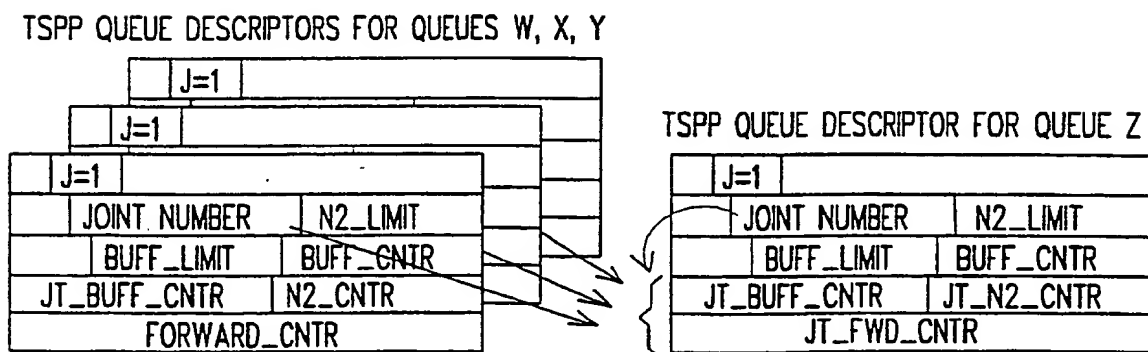 TSPP QUEUE DESCRIPTORS FOR QUEUES W, X, Y
J=1
J=1
J=1
JOINT NUMBER N2_LIMIT
BUFF_LIMIT BUFF_CNTR
JT_BUFF_CNTR N2_CNTR
FORWARD_CNTR
TSPP QUEUE DESCRIPTOR FOR QUEUE Z
J=1
JOINT NUMBER N2_LIMIT
BUFF_LIMIT BUFF_CNTR
JT_BUFF_CNTR JT_N2_CNTR
JT_FWD_CNTR